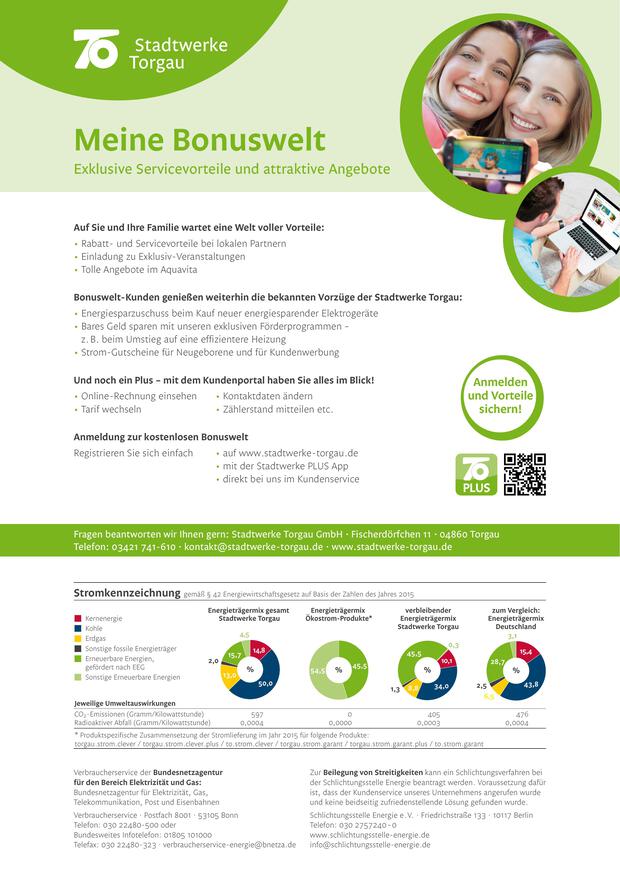 Stadtwerke
Torgau
Meine Bonuswelt
Exklusive Servicevorteile und attraktive Angebote
Auf Sie und Ihre Familie wartet eine Welt voller Vorteile:
• Rabatt- und Servicevorteile bei lokalen Partnern
• Einladung zu Exklusiv-Veranstaltungen
• Tolle Angebote im Aquavita
Bonuswelt-Kunden genießen weiterhin die bekannten Vorzüge der Stadtwerke Torgau:
• Energiesparzuschuss beim Kauf neuer energiesparender Elektrogeräte
• Bares Geld sparen mit unseren exklusiven Förderprogrammen –
z. B. beim Umstieg auf eine effizientere Heizung
• Strom-Gutscheine für Neugeborene und für Kundenwerbung
Und noch ein Plus – mit dem Kundenportal haben Sie alles im Blick!
• Online-Rechnung einsehen • Kontaktdaten ändern
• Tarif wechseln • Zählerstand mitteilen etc.
Anmelden
und Vorteile
sichern!
Anmeldung zur kostenlosen Bonuswelt
Registrieren Sie sich einfach • auf www.stadtwerke-torgau.de
• mit der Stadtwerke PLUS App
• direkt bei uns im Kundenservice
PLUS
Fragen beantworten wir Ihnen gern: Stadtwerke Torgau GmbH · Fischerdörfchen 11 · 04860 Torgau
Telefon: 03421 741-610 · kontakt@stadtwerke-torgau.de · www.stadtwerke-torgau.de
Stromkennzeichnung gemäß § 42 Energiewirtschaftsgesetz auf Basis der Zahlen des Jahres 2015
Kernenergie
Kohle
Erdgas
Sonstige fossile Energieträger
Erneuerbare Energien,
gefördert nach EEG
Sonstige Erneuerbare Energien
Energieträgermix gesamt
Stadtwerke Torgau
4,5
15,7
14,8
2,0
%
13,0
50,0
Energieträgermix
Ökostrom-Produkte*
54,5
%
45,5
verbleibender
Energieträgermix
Stadtwerke Torgau
0,3
45,5
10,1
%
1,3
8,8
34,0
zum Vergleich:
Energieträgermix
Deutschland
3,1
28,7
15,4
%
2,5
6,5
43,8
Jeweilige Umweltauswirkungen
CO₂-Emissionen (Gramm/Kilowattstunde) 597 0 405 476
Radioaktiver Abfall (Gramm/Kilowattstunde) 0,0004 0,0000 0,0003 0,0004
* Produktspezifische Zusammensetzung der Stromlieferung im Jahr 2015 für folgende Produkte:
torgau.strom.clever / torgau.strom.clever.plus / to.strom.clever / torgau.strom.garant / torgau.strom.garant.plus / to.strom.garant
Verbraucherservice der Bundesnetzagentur
für den Bereich Elektrizität und Gas:
Bundesnetzagentur für Elektrizität, Gas,
Telekommunikation, Post und Eisenbahnen
Verbraucherservice · Postfach 8001 · 53105 Bonn
Telefon: 030 22480-500 oder
Bundesweites Infotelefon: 01805 101000
Telefax: 030 22480-323 · verbraucherservice-energie@bnetza.de
Zur Beilegung von Streitigkeiten kann ein Schlichtungsverfahren bei
der Schlichtungsstelle Energie beantragt werden. Voraussetzung dafür
ist, dass der Kundenservice unseres Unternehmens angerufen wurde
und keine beidseitig zufriedenstellende Lösung gefunden wurde.
Schlichtungsstelle Energie e. V. · Friedrichstraße 133 · 10117 Berlin
Telefon: 030 2757240-0
www.schlichtungsstelle-energie.de
info@schlichtungsstelle-energie.de